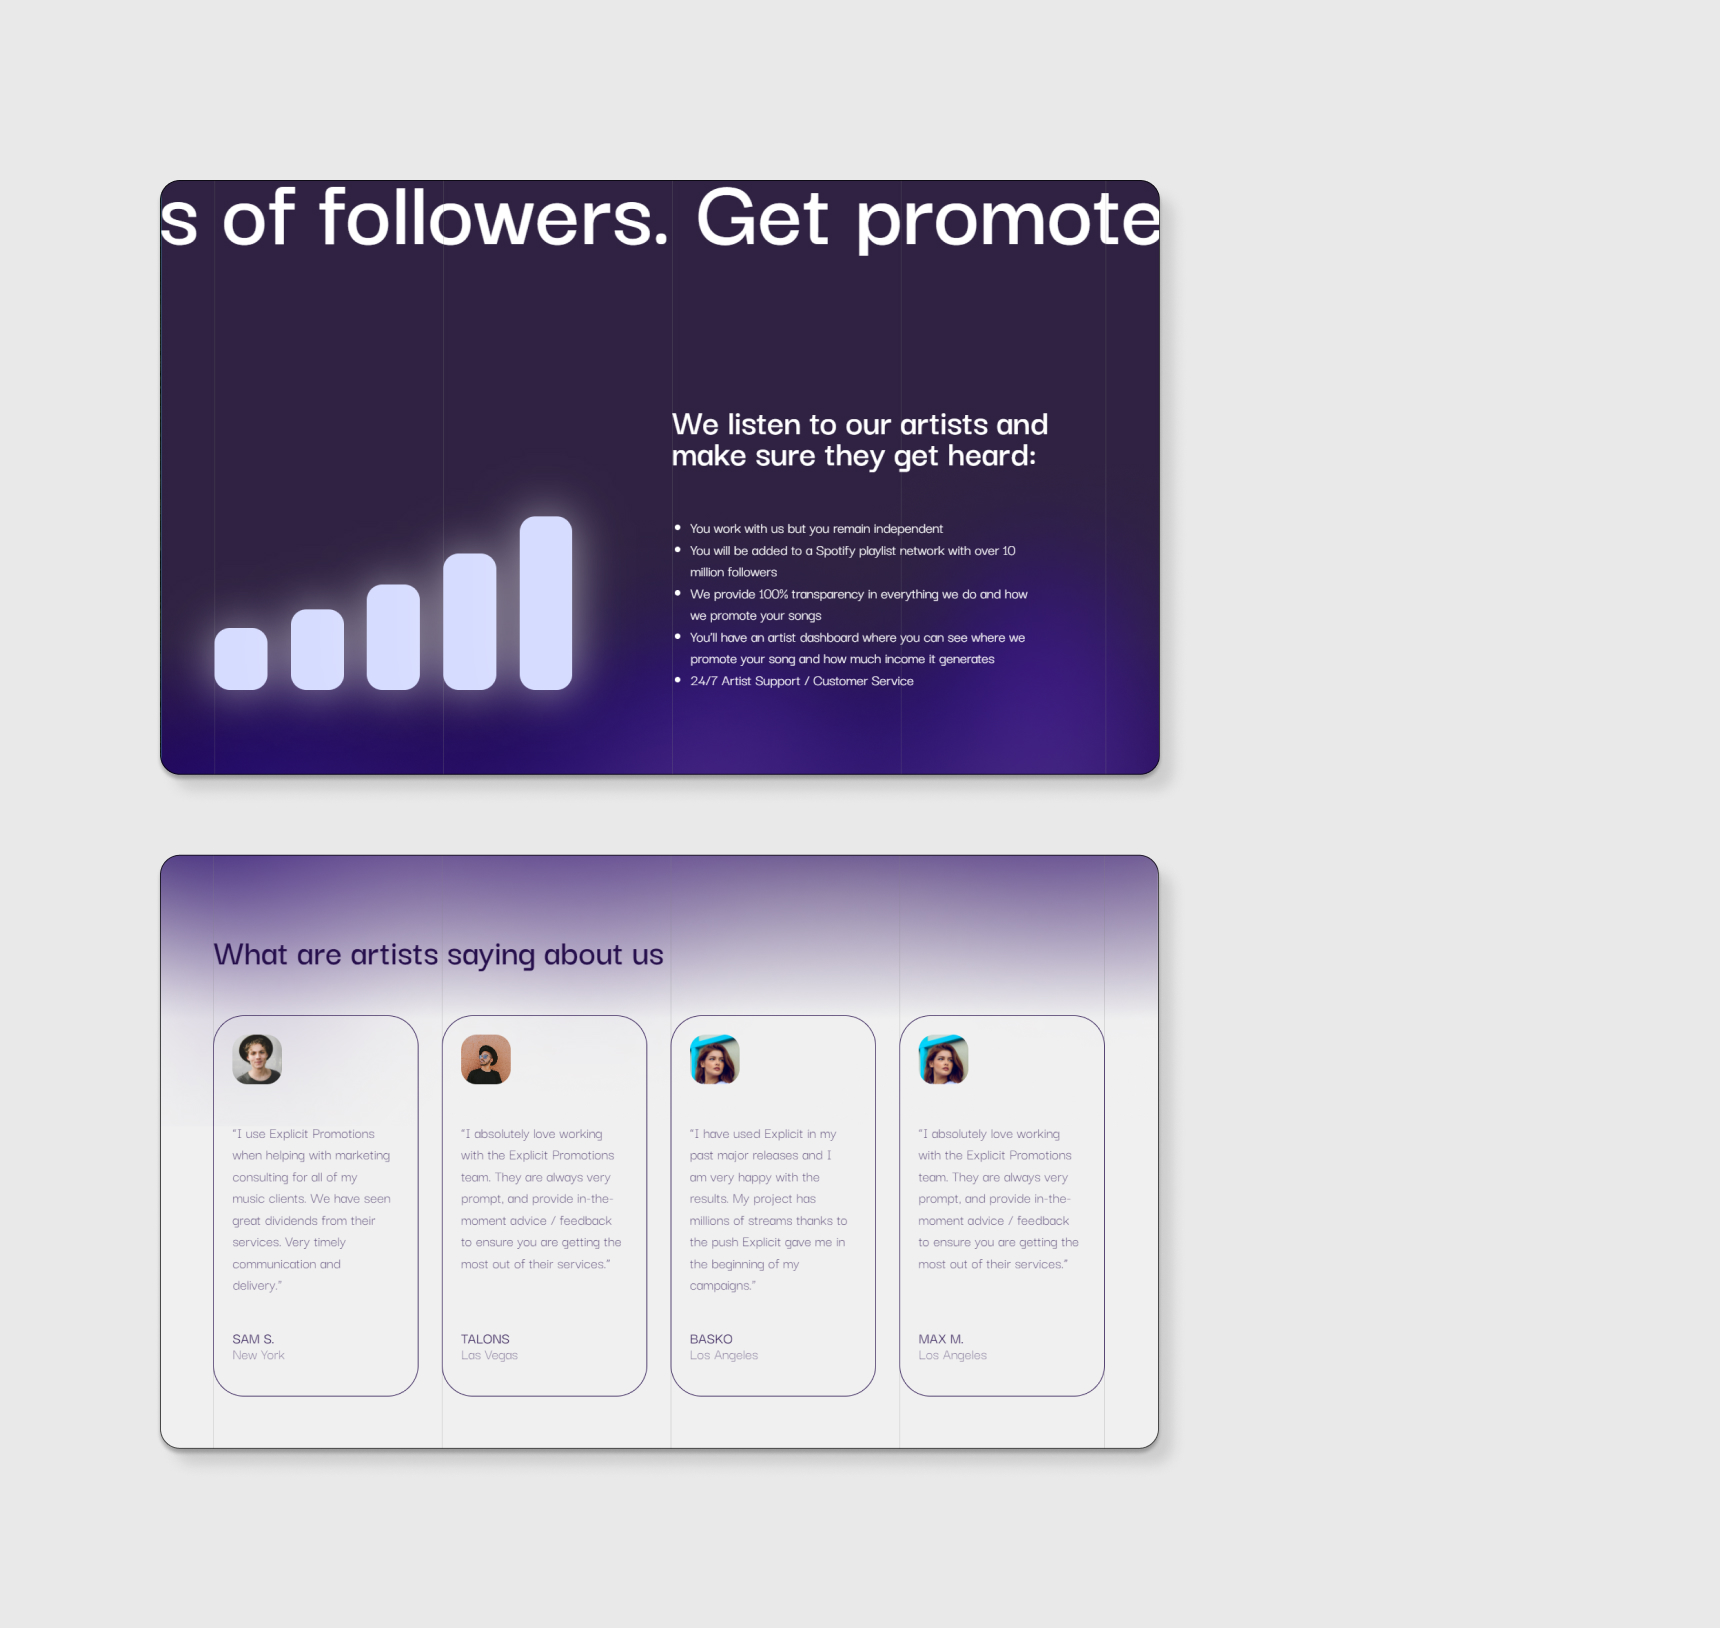 s of followers. Get promote
We listen to our artists and
make sure they get heard:
You work with us but you remain independent
You will be added to a Spotify playlist network with over 10
million followers
We provide 100% transparency in everything we do and how
we promote your songs
You'll have an artist dashboard where you can see where we
promote your song and how much income it generates
24/7 Artist Support / Customer Service
What are artists saying about us
"I use Explicit Promotions
when helping with marketing
consulting for all of my
music clients. We have seen
great dividends from their
services. Very timely
communication and
delivery."
SAM S.
New York
"I absolutely love working
with the Explicit Promotions
team. They are always very
prompt, and provide in-the-
moment advice / feedback
to ensure you are getting the
most out of their services."
TALONS
Las Vegas
"I have used Explicit in my
past major releases and I
am very happy with the
results. My project has
millions of streams thanks to
the push Explicit gave me in
the beginning of my
campaigns."
BASKO
Los Angeles
"I absolutely love working
with the Explicit Promotions
team. They are always very
prompt, and provide in-the-
moment advice / feedback
to ensure you are getting the
most out of their services."
MAX M.
Los Angeles